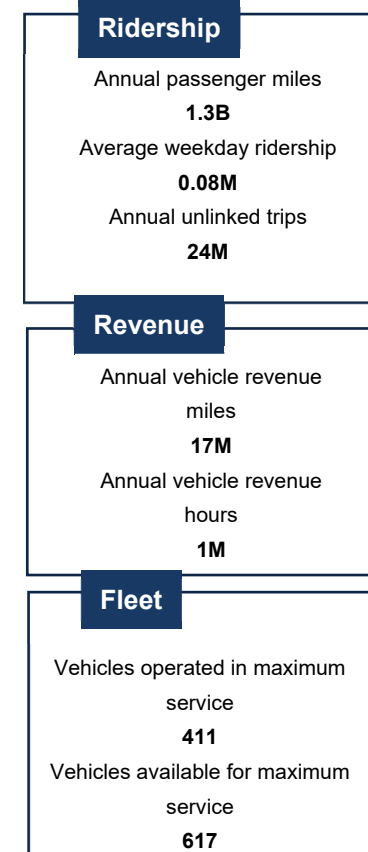 Ridership
Annual passenger miles
1.3B
Average weekday ridership
0.08M
Annual unlinked trips
24M
Revenue
Annual vehicle revenue
miles
17M
Annual vehicle revenue
hours
1M
Fleet
Vehicles operated in maximum
service
411
Vehicles available for maximum
service
617